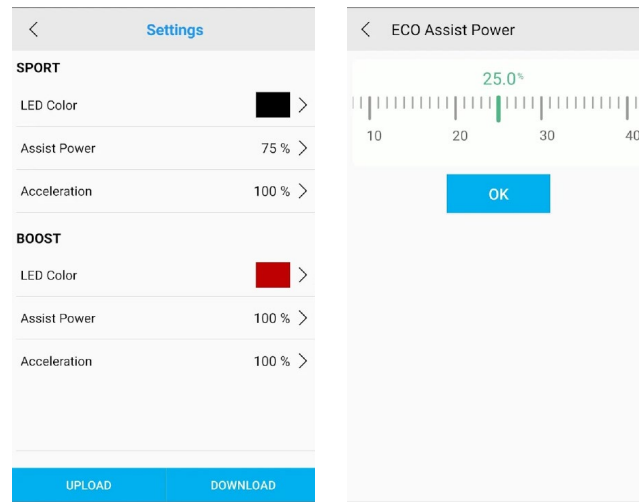 Settings
SPORT
LED Color
Assist Power 75 %
Acceleration 100 %
BOOST
LED Color
Assist Power 100 %
Acceleration 100 %
UPLOAD DOWNLOAD
ECO Assist Power
25.0%
10 20 30 40
OK